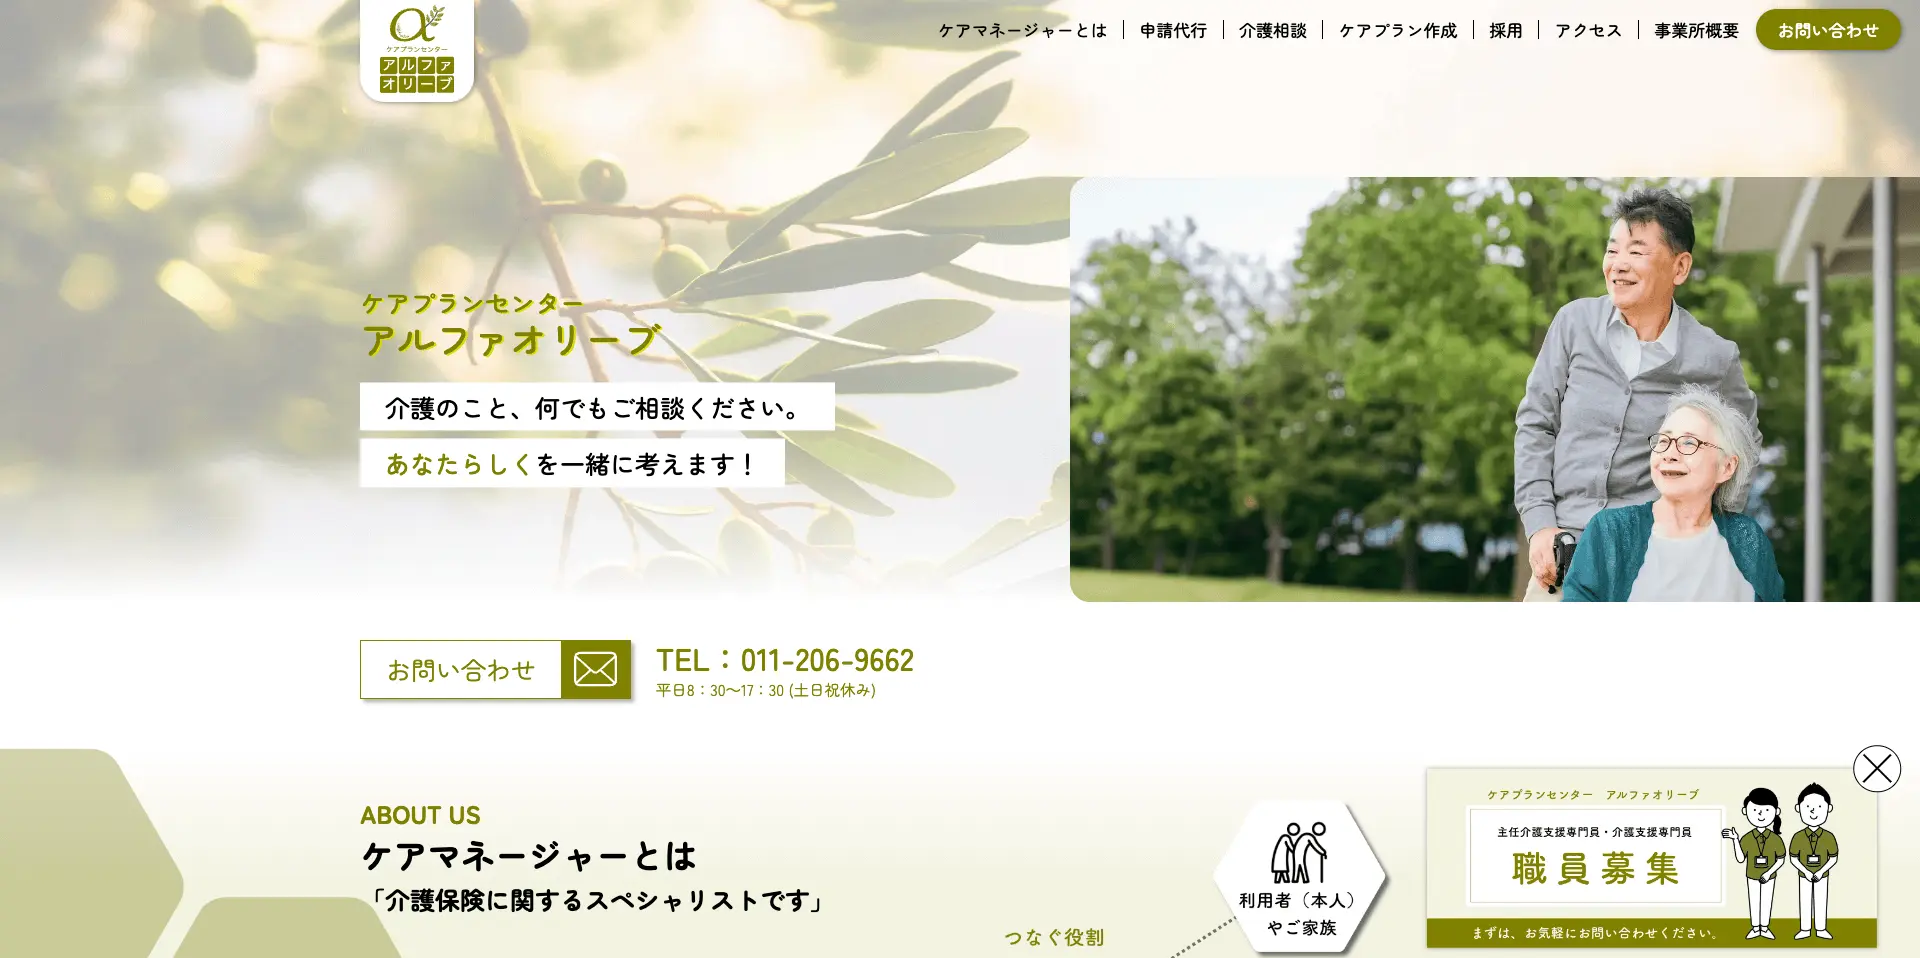 ケアプランセンター
アルファ
オリーブ
ケアマネージャーとは
申請代行
介護相談
ケアプラン作成
採用
アクセス
事業所概要
お問い合わせ
ケアプランセンター
アルファオリーブ
介護のこと、何でもご相談ください。
あなたらしくを一緒に考えます！
お問い合わせ
TEL：011-206-9662
平日8：30〜17：30 (土日祝休み)
ABOUT US
ケアマネージャーとは
「介護保険に関するスペシャリストです」
つなぐ役割
利用者（本人）
やご家族
ケアプランセンター　アルファオリーブ
主任介護支援専門員・介護支援専門員
職員募集
まずは、お気軽にお問い合わせください。